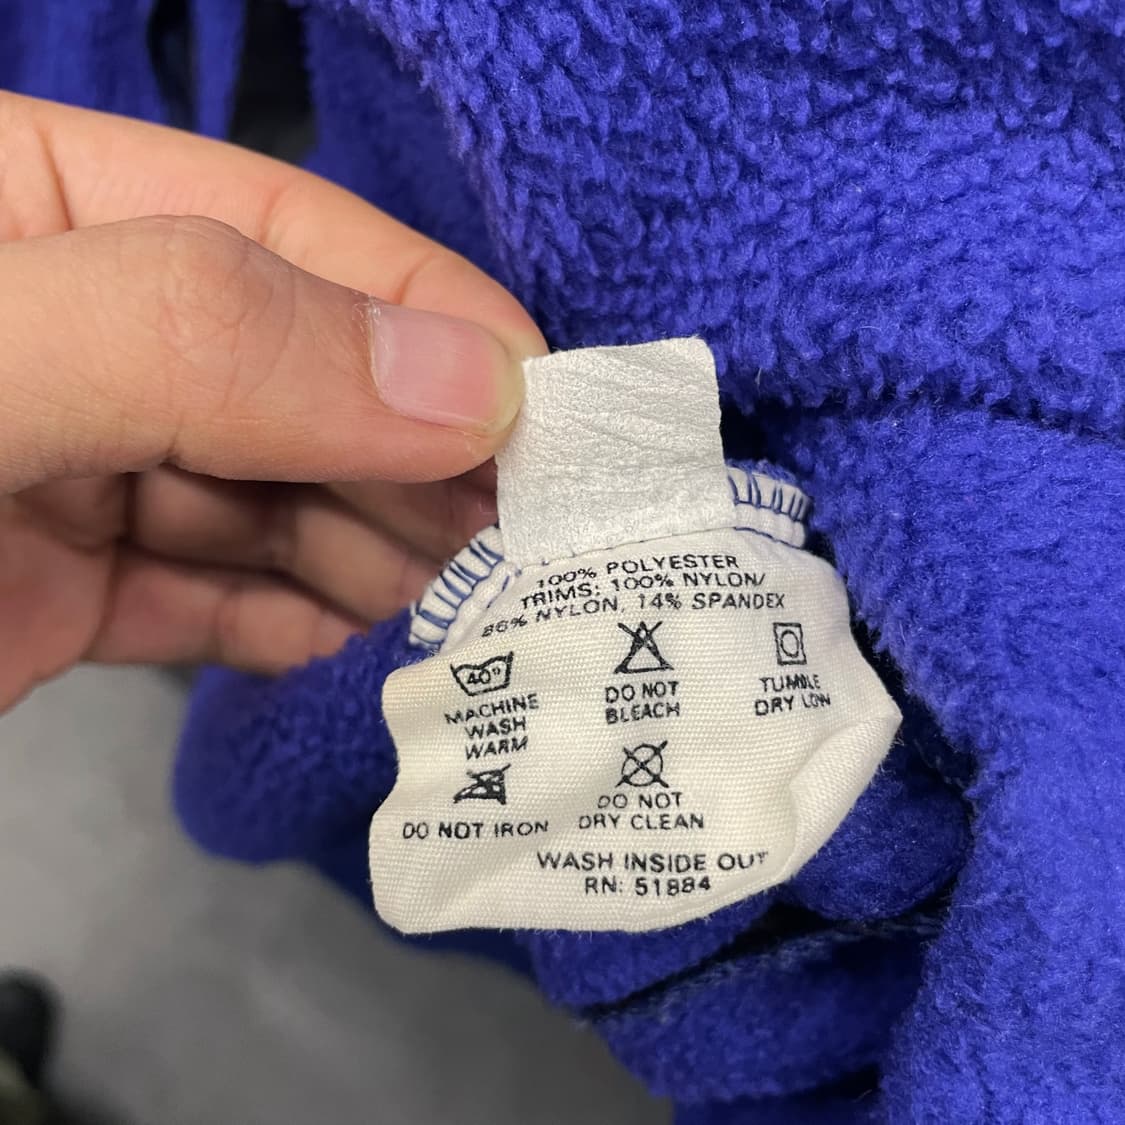 100% POLYESTER
TRIMS: 100% NYLON/
86% NYLON, 14% SPANDEX
40°
MACHINE
WASH
WARM
DO NOT
BLEACH
TUMBLE
DRY LOW
DO NOT IRON
DO NOT
DRY CLEAN
WASH INSIDE OUT
RN: 51884